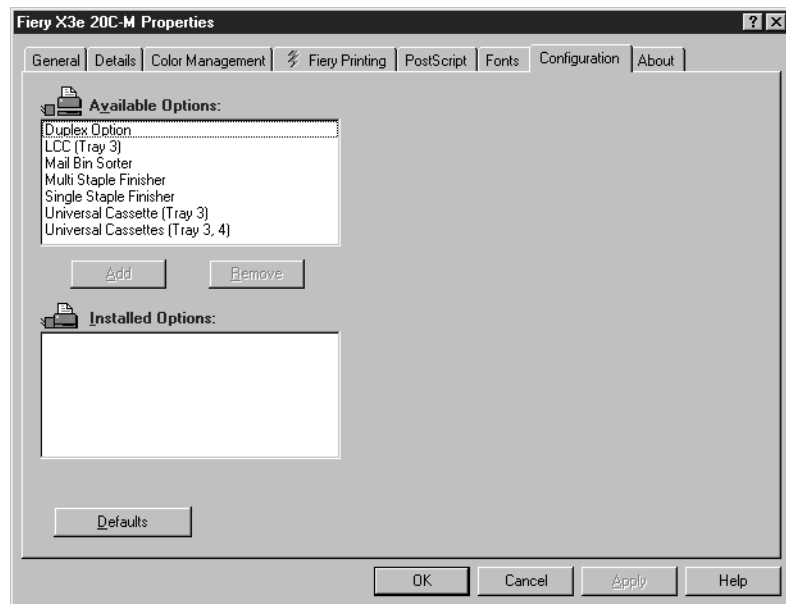 Fiery X3e 20C-M Properties
General Details Color Management Fiery Printing PostScript Fonts Configuration About
Available Options:
Duplex Option
LCC (Tray 3)
Mail Bin Sorter
Multi Staple Finisher
Single Staple Finisher
Universal Cassette (Tray 3)
Universal Cassettes (Tray 3, 4)
Add Remove
Installed Options:
Defaults
OK Cancel Apply Help